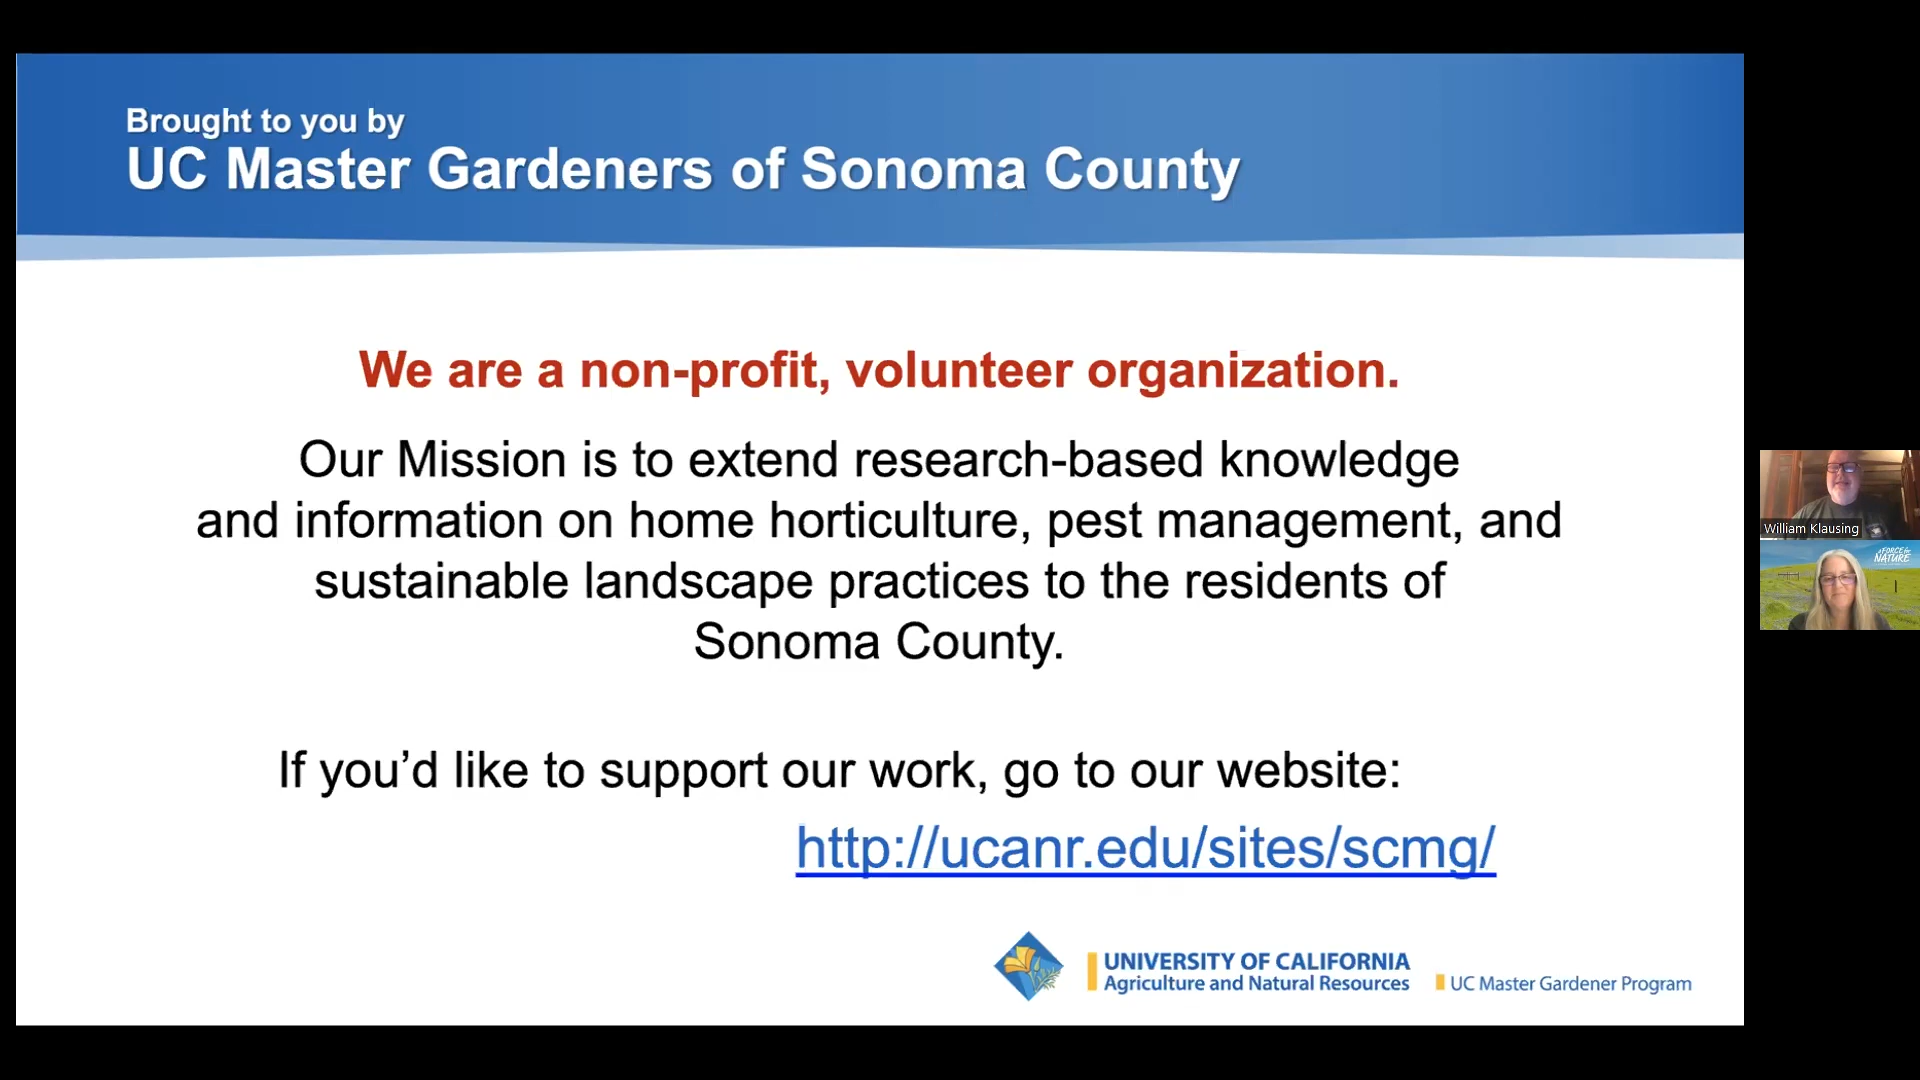 Brought to you by
UC Master Gardeners of Sonoma County
We are a non-profit, volunteer organization.
Our Mission is to extend research-based knowledge
and information on home horticulture, pest management, and
sustainable landscape practices to the residents of
Sonoma County.
If you’d like to support our work, go to our website:
http://ucanr.edu/sites/scmg/
UNIVERSITY OF CALIFORNIA
Agriculture and Natural Resources
UC Master Gardener Program
William Klausing
FORCE for
NATURE